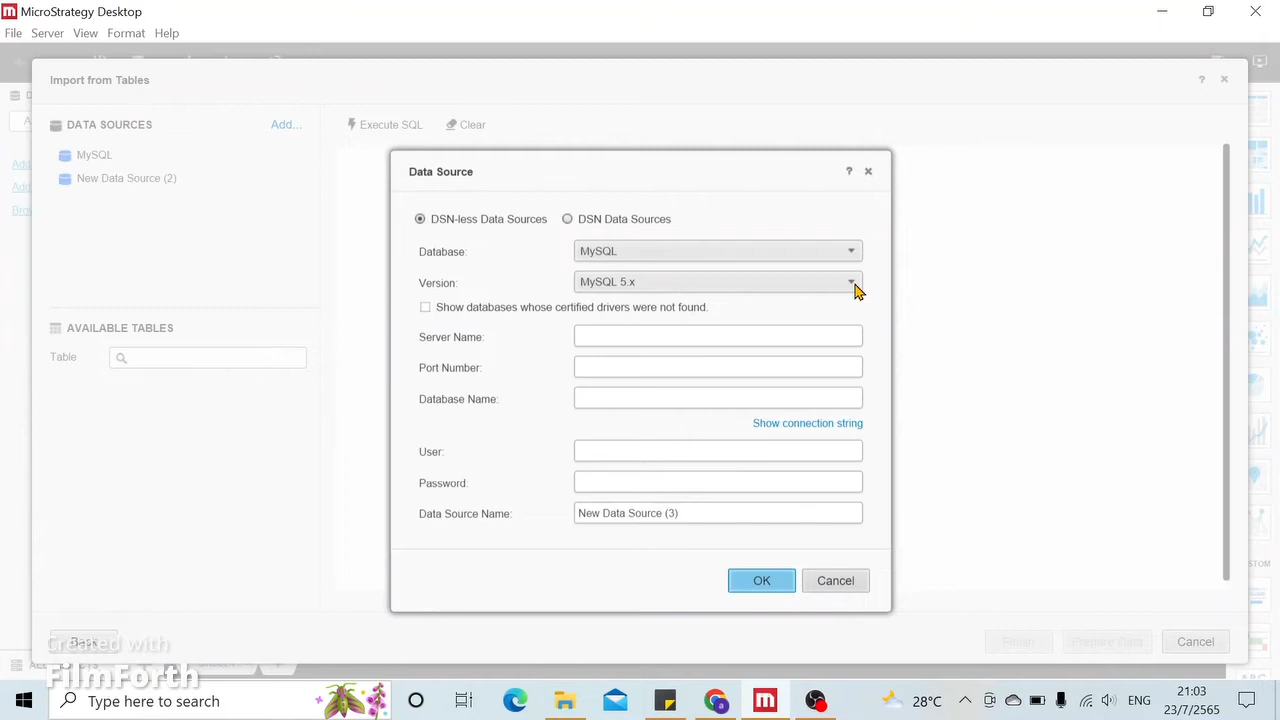 MicroStrategy Desktop
File Server View Format Help
Import from Tables ?
DATA SOURCES Add...
Execute SQL Clear
MySQL
New Data Source (2)
Data Source ?
DSN-less Data Sources DSN Data Sources
Database: MySQL
Version: MySQL 5.x
Show databases whose certified drivers were not found.
Server Name:
Port Number:
Database Name:
Show connection string
User:
Password:
Data Source Name: New Data Source (3)
OK Cancel
AVAILABLE TABLES
Table
Back
Finish Prepare Data Cancel
Created with
FilmForth
Type here to search
28°C ENG 21:03
23/7/2565